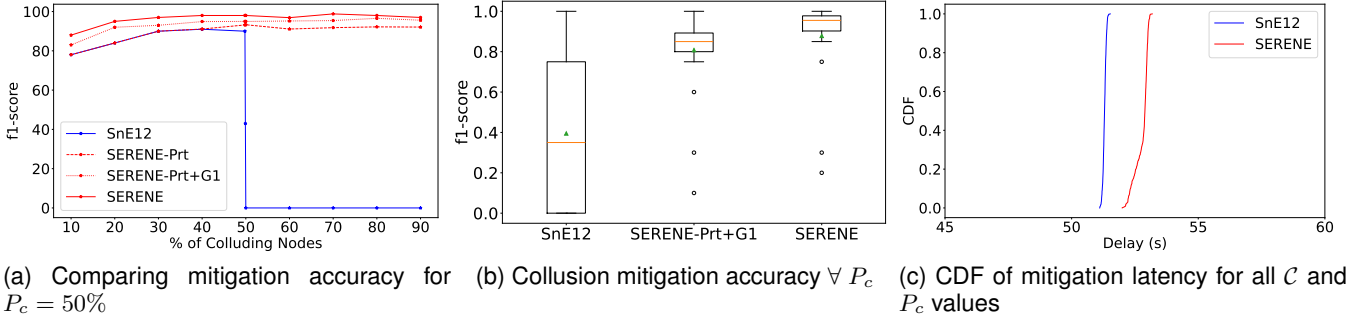 100
80
60
40
20
0
f1-score
10 20 30 40 50 60 70 80 90
% of Colluding Nodes
SnE12
SERENE-Prt
SERENE-Prt+G1
SERENE
1.0
0.8
0.6
0.4
0.2
0.0
f1-score
SnE12 SERENE-Prt+G1 SERENE
1.0
0.8
0.6
0.4
0.2
0.0
CDF
45 50 55 60
Delay (s)
SnE12
SERENE
(a) Comparing mitigation accuracy for
P_c = 50%
(b) Collusion mitigation accuracy ∀ P_c
(c) CDF of mitigation latency for all 𝒞 and
P_c values